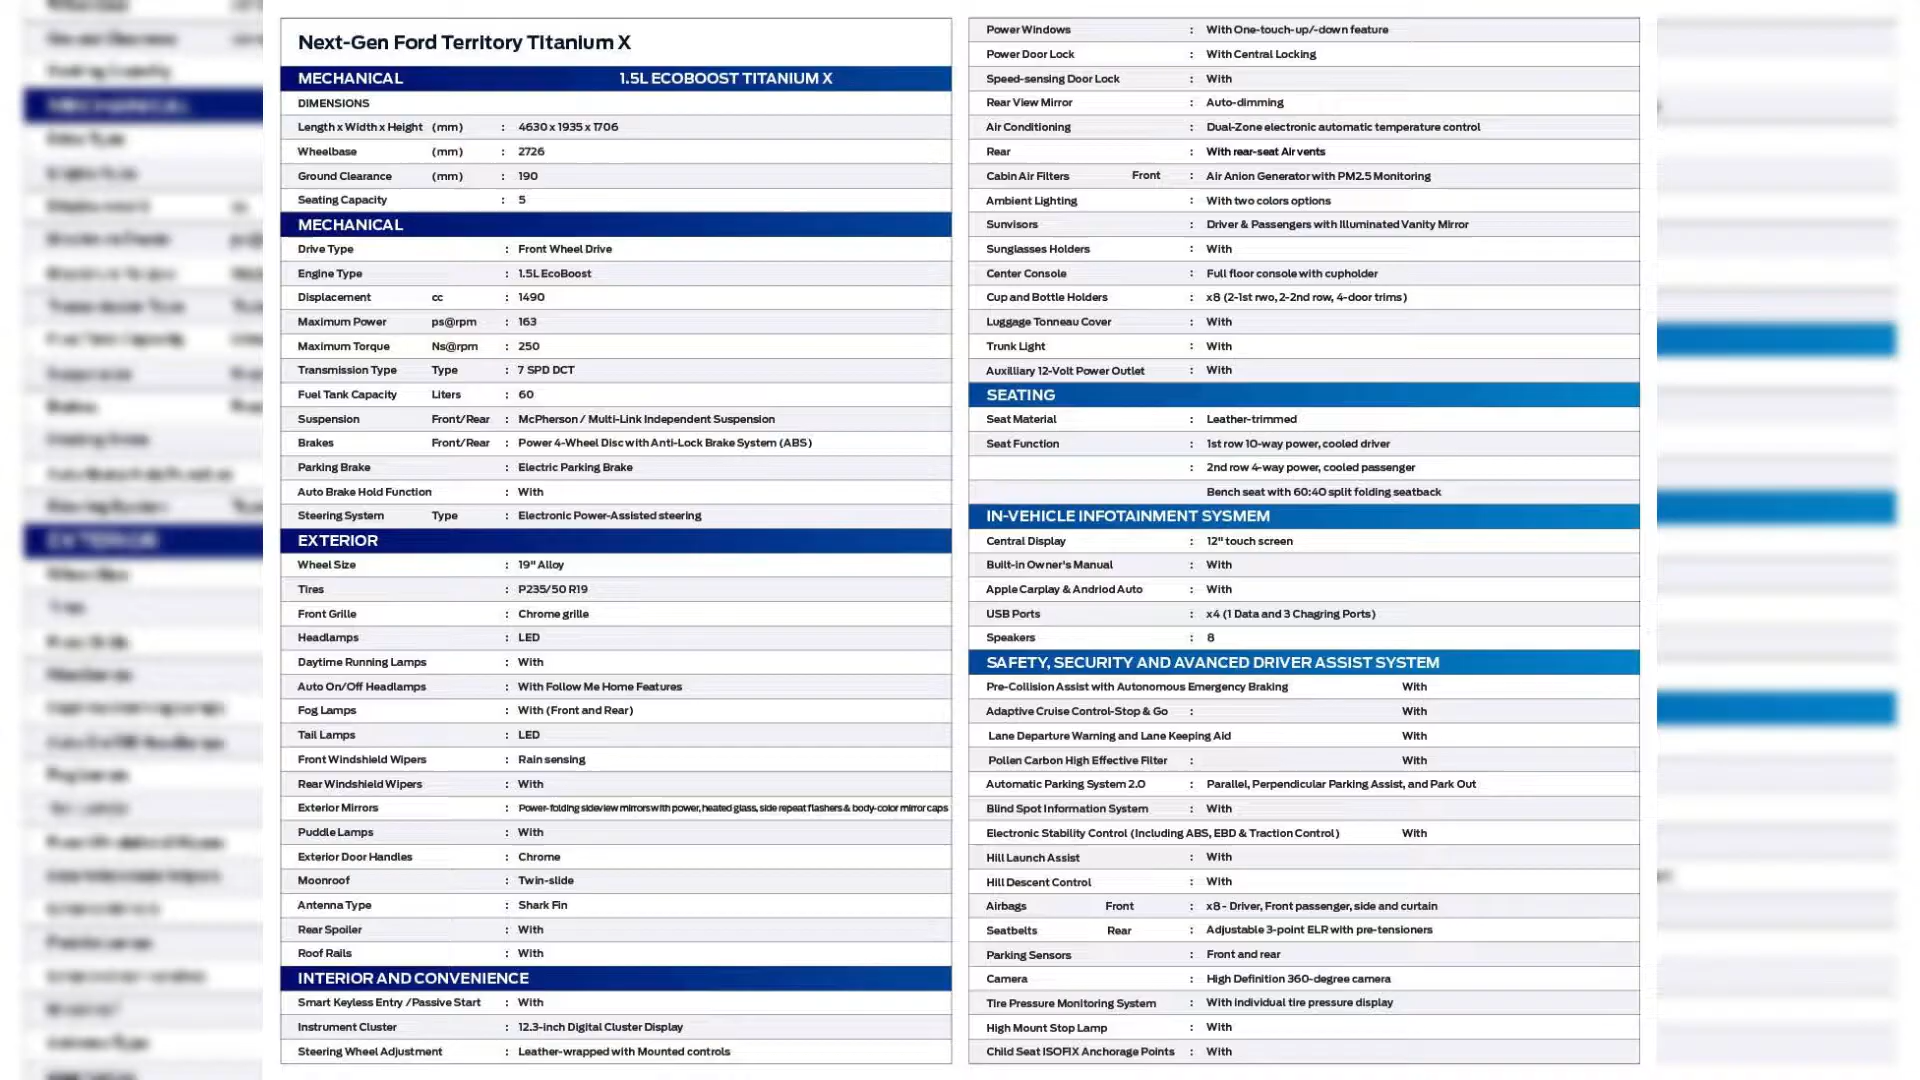 Next-Gen Ford Territory Titanium X
MECHANICAL 1.5L ECOBOOST TITANIUM X
DIMENSIONS
Length x Width x Height (mm) : 4630 x 1935 x 1706
Wheelbase (mm) : 2726
Ground Clearance (mm) : 190
Seating Capacity : 5
MECHANICAL
Drive Type : Front Wheel Drive
Engine Type : 1.5L EcoBoost
Displacement cc : 1490
Maximum Power ps@rpm : 163
Maximum Torque Ns@rpm : 250
Transmission Type Type : 7 SPD DCT
Fuel Tank Capacity Liters : 60
Suspension Front/Rear : McPherson / Multi-Link Independent Suspension
Brakes Front/Rear : Power 4-Wheel Disc with Anti-Lock Brake System (ABS)
Parking Brake : Electric Parking Brake
Auto Brake Hold Function : With
Steering System Type : Electronic Power-Assisted steering
EXTERIOR
Wheel Size : 19" Alloy
Tires : P235/50 R19
Front Grille : Chrome grille
Headlamps : LED
Daytime Running Lamps : With
Auto On/Off Headlamps : With Follow Me Home Features
Fog Lamps : With (Front and Rear)
Tail Lamps : LED
Front Windshield Wipers : Rain sensing
Rear Windshield Wipers : With
Exterior Mirrors : Power-folding sideview mirrors with power, heated glass, side repeat flashers & body-color mirror caps
Puddle Lamps : With
Exterior Door Handles : Chrome
Moonroof : Twin-slide
Antenna Type : Shark Fin
Rear Spoiler : With
Roof Rails : With
INTERIOR AND CONVENIENCE
Smart Keyless Entry /Passive Start : With
Instrument Cluster : 12.3-inch Digital Cluster Display
Steering Wheel Adjustment : Leather-wrapped with Mounted controls
Power Windows : With One-touch-up/-down feature
Power Door Lock : With Central Locking
Speed-sensing Door Lock : With
Rear View Mirror : Auto-dimming
Air Conditioning : Dual-Zone electronic automatic temperature control
Rear : With rear-seat Air vents
Cabin Air Filters Front : Air Anion Generator with PM2.5 Monitoring
Ambient Lighting : With two colors options
Sunvisors : Driver & Passengers with Illuminated Vanity Mirror
Sunglasses Holders : With
Center Console : Full floor console with cupholder
Cup and Bottle Holders : x8 (2-1st rwo, 2-2nd row, 4-door trims)
Luggage Tonneau Cover : With
Trunk Light : With
Auxilliary 12-Volt Power Outlet : With
SEATING
Seat Material : Leather-trimmed
Seat Function : 1st row 10-way power, cooled driver
: 2nd row 4-way power, cooled passenger
Bench seat with 60:40 split folding seatback
IN-VEHICLE INFOTAINMENT SYSMEM
Central Display : 12" touch screen
Built-in Owner's Manual : With
Apple Carplay & Andriod Auto : With
USB Ports : x4 (1 Data and 3 Chagring Ports)
Speakers : 8
SAFETY, SECURITY AND AVANCED DRIVER ASSIST SYSTEM
Pre-Collision Assist with Autonomous Emergency Braking With
Adaptive Cruise Control-Stop & Go : With
Lane Departure Warning and Lane Keeping Aid With
Pollen Carbon High Effective Filter : With
Automatic Parking System 2.0 : Parallel, Perpendicular Parking Assist, and Park Out
Blind Spot Information System : With
Electronic Stability Control (Including ABS, EBD & Traction Control) With
Hill Launch Assist : With
Hill Descent Control : With
Airbags Front : x8 - Driver, Front passenger, side and curtain
Seatbelts Rear : Adjustable 3-point ELR with pre-tensioners
Parking Sensors : Front and rear
Camera : High Definition 360-degree camera
Tire Pressure Monitoring System : With individual tire pressure display
High Mount Stop Lamp : With
Child Seat ISOFIX Anchorage Points : With